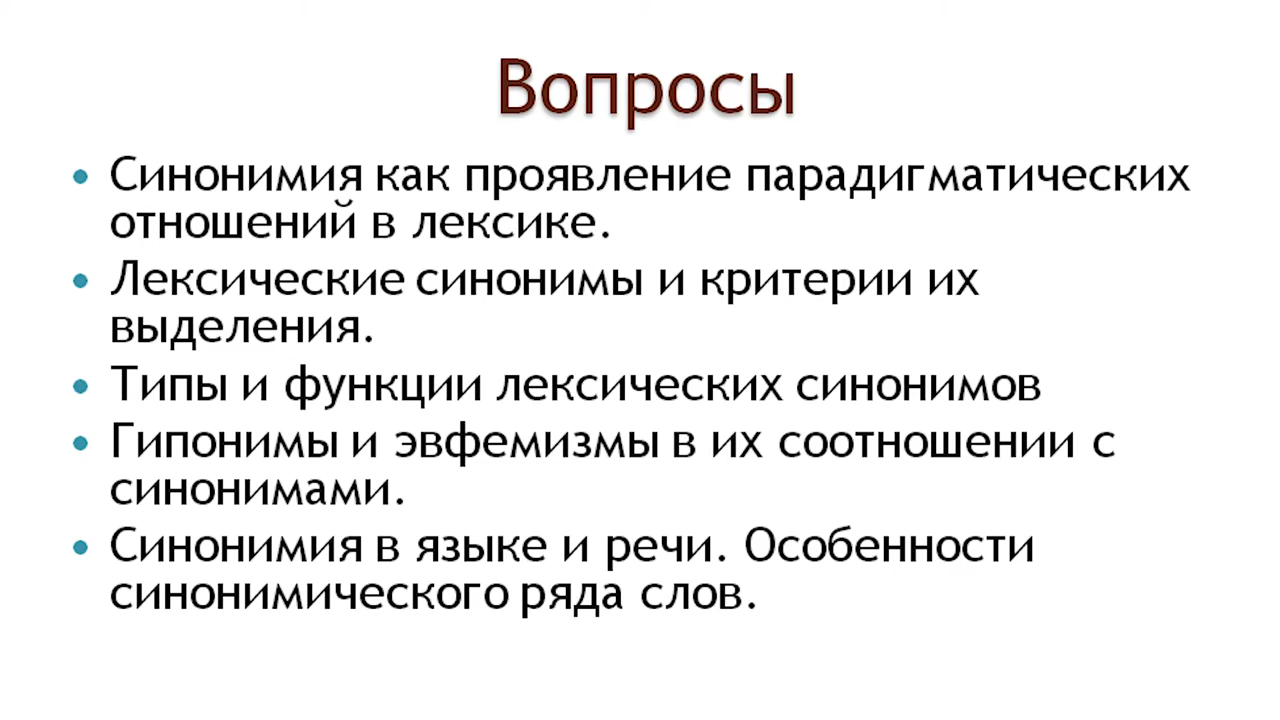 Вопросы
• Синонимия как проявление парадигматических
отношений в лексике.
• Лексические синонимы и критерии их
выделения.
• Типы и функции лексических синонимов
• Гипонимы и эвфемизмы в их соотношении с
синонимами.
• Синонимия в языке и речи. Особенности
синонимического ряда слов.